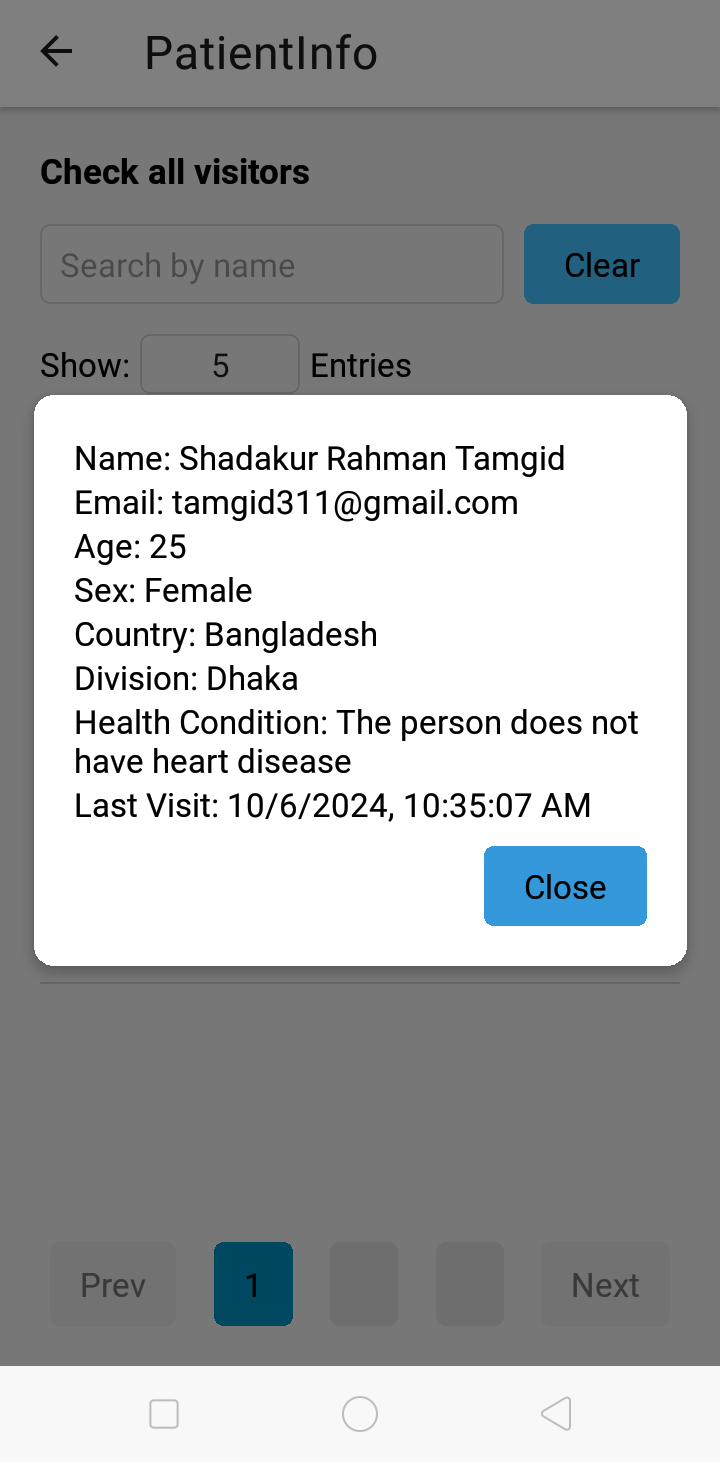 PatientInfo
Check all visitors
Search by name
Clear
Show: 5 Entries
Name: Shadakur Rahman Tamgid
Email: tamgid311@gmail.com
Age: 25
Sex: Female
Country: Bangladesh
Division: Dhaka
Health Condition: The person does not
have heart disease
Last Visit: 10/6/2024, 10:35:07 AM
Close
Prev 1 Next